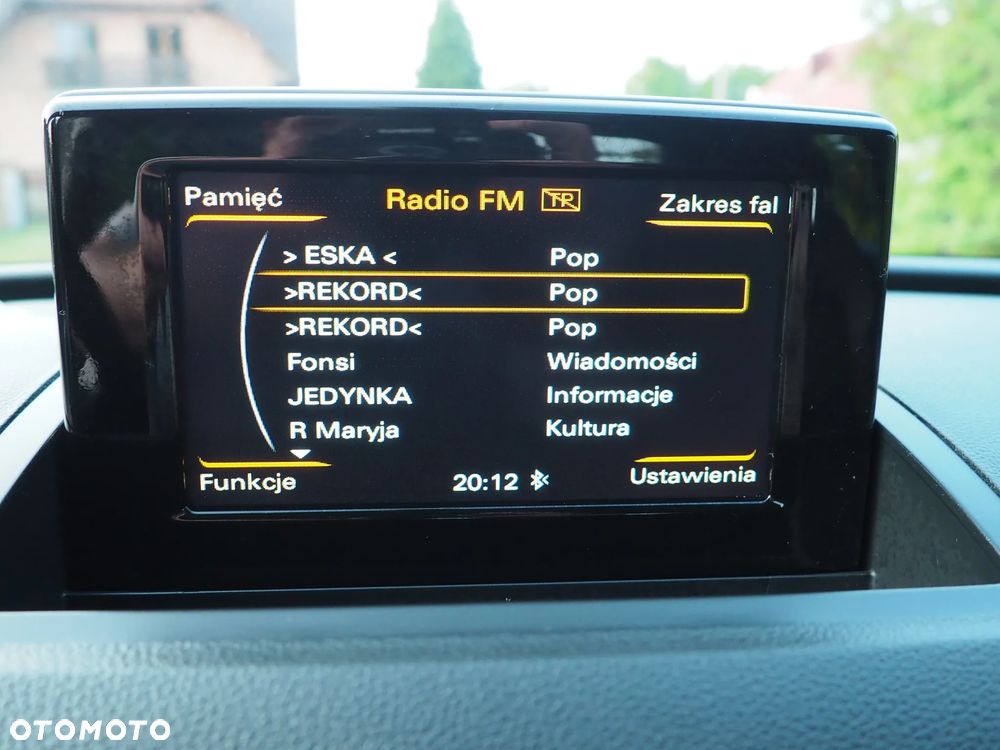 Pamięć Radio FM TP Zakres fal
> ESKA < Pop
>REKORD< Pop
>REKORD< Pop
Fonsi Wiadomości
JEDYNKA Informacje
R Maryja Kultura
Funkcje 20:12 Ustawienia
OTOMOTO